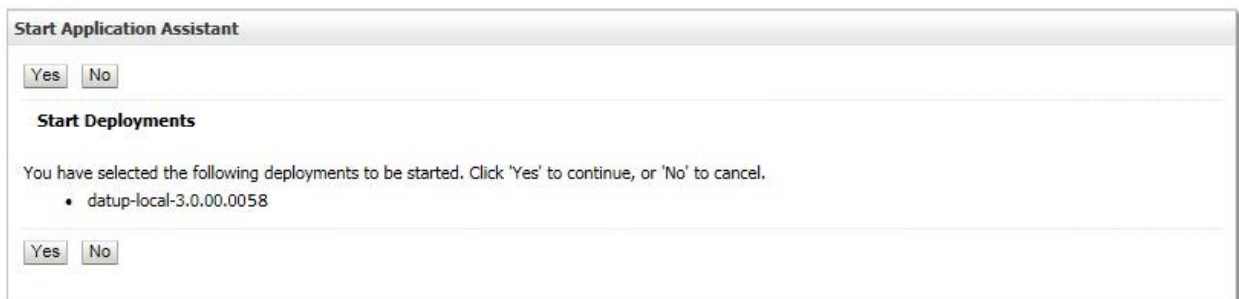 Start Application Assistant
Yes No
Start Deployments
You have selected the following deployments to be started. Click 'Yes' to continue, or 'No' to cancel.
• datup-local-3.0.00.0058
Yes No